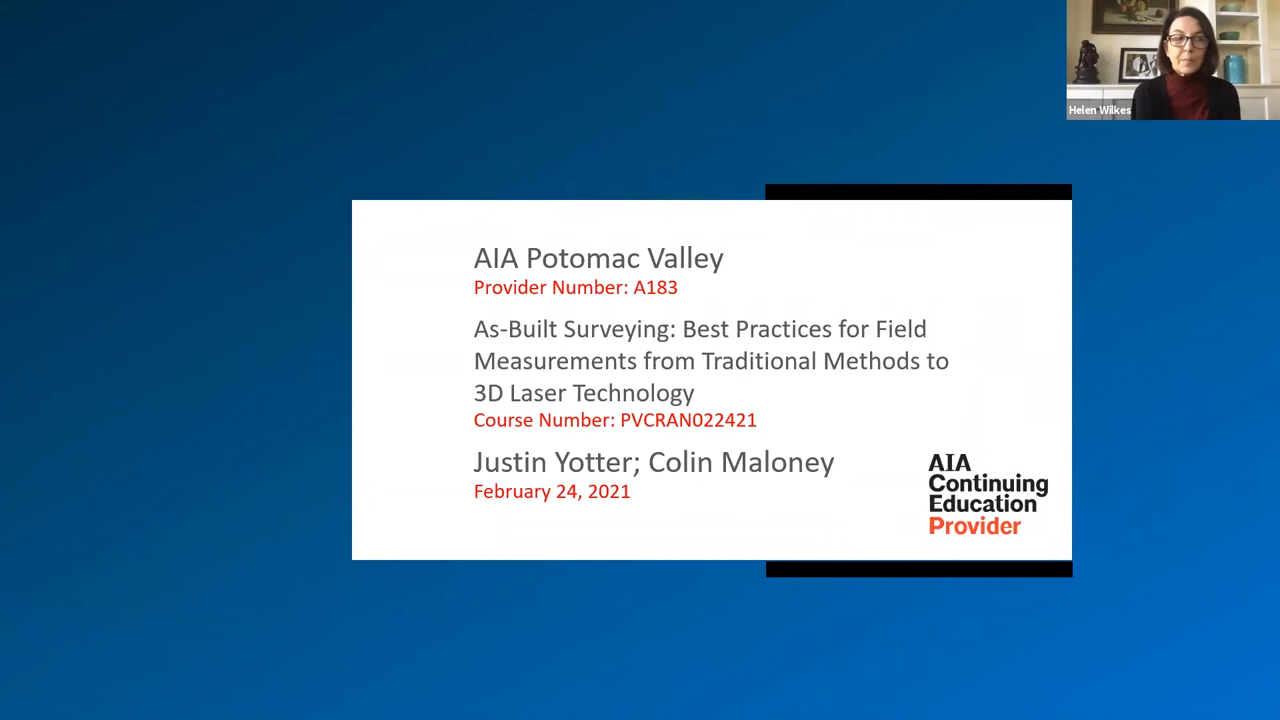 Helen Wilkes
AIA Potomac Valley
Provider Number: A183
As-Built Surveying: Best Practices for Field
Measurements from Traditional Methods to
3D Laser Technology
Course Number: PVCRAN022421
Justin Yotter; Colin Maloney
February 24, 2021
AIA
Continuing
Education
Provider